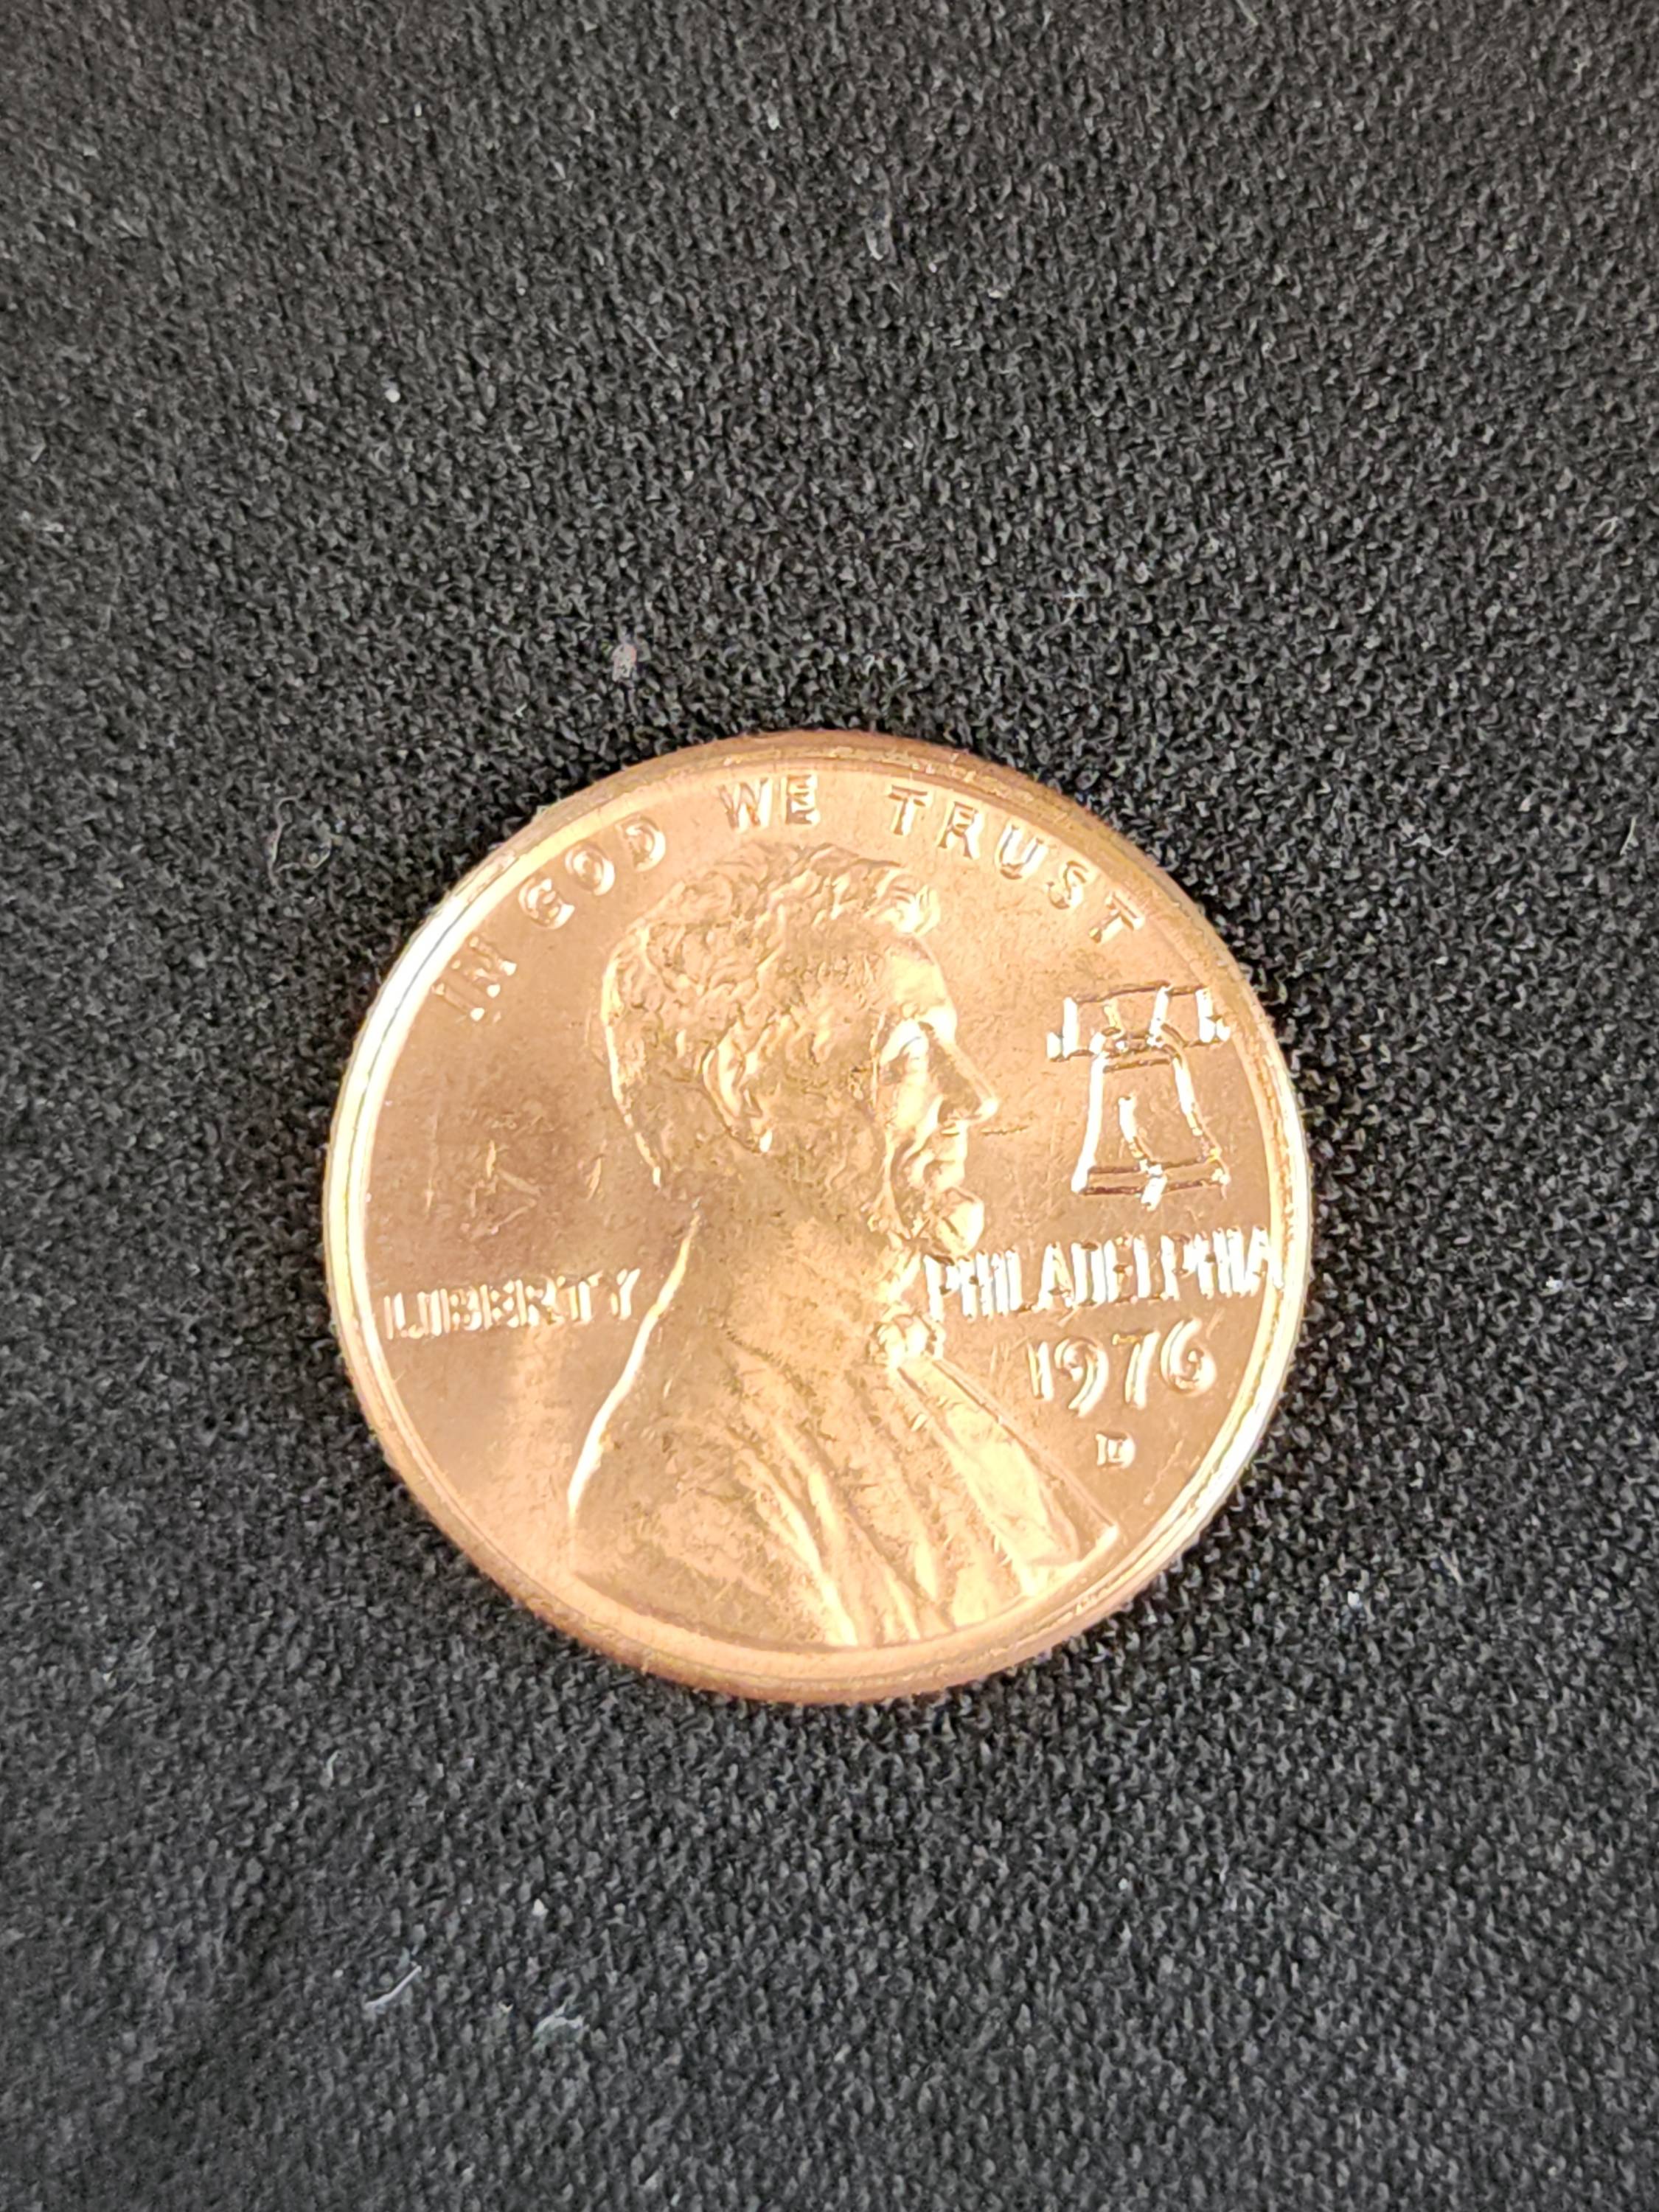 IN GOD WE TRUST
LIBERTY
PHILADELPHIA
1976
D